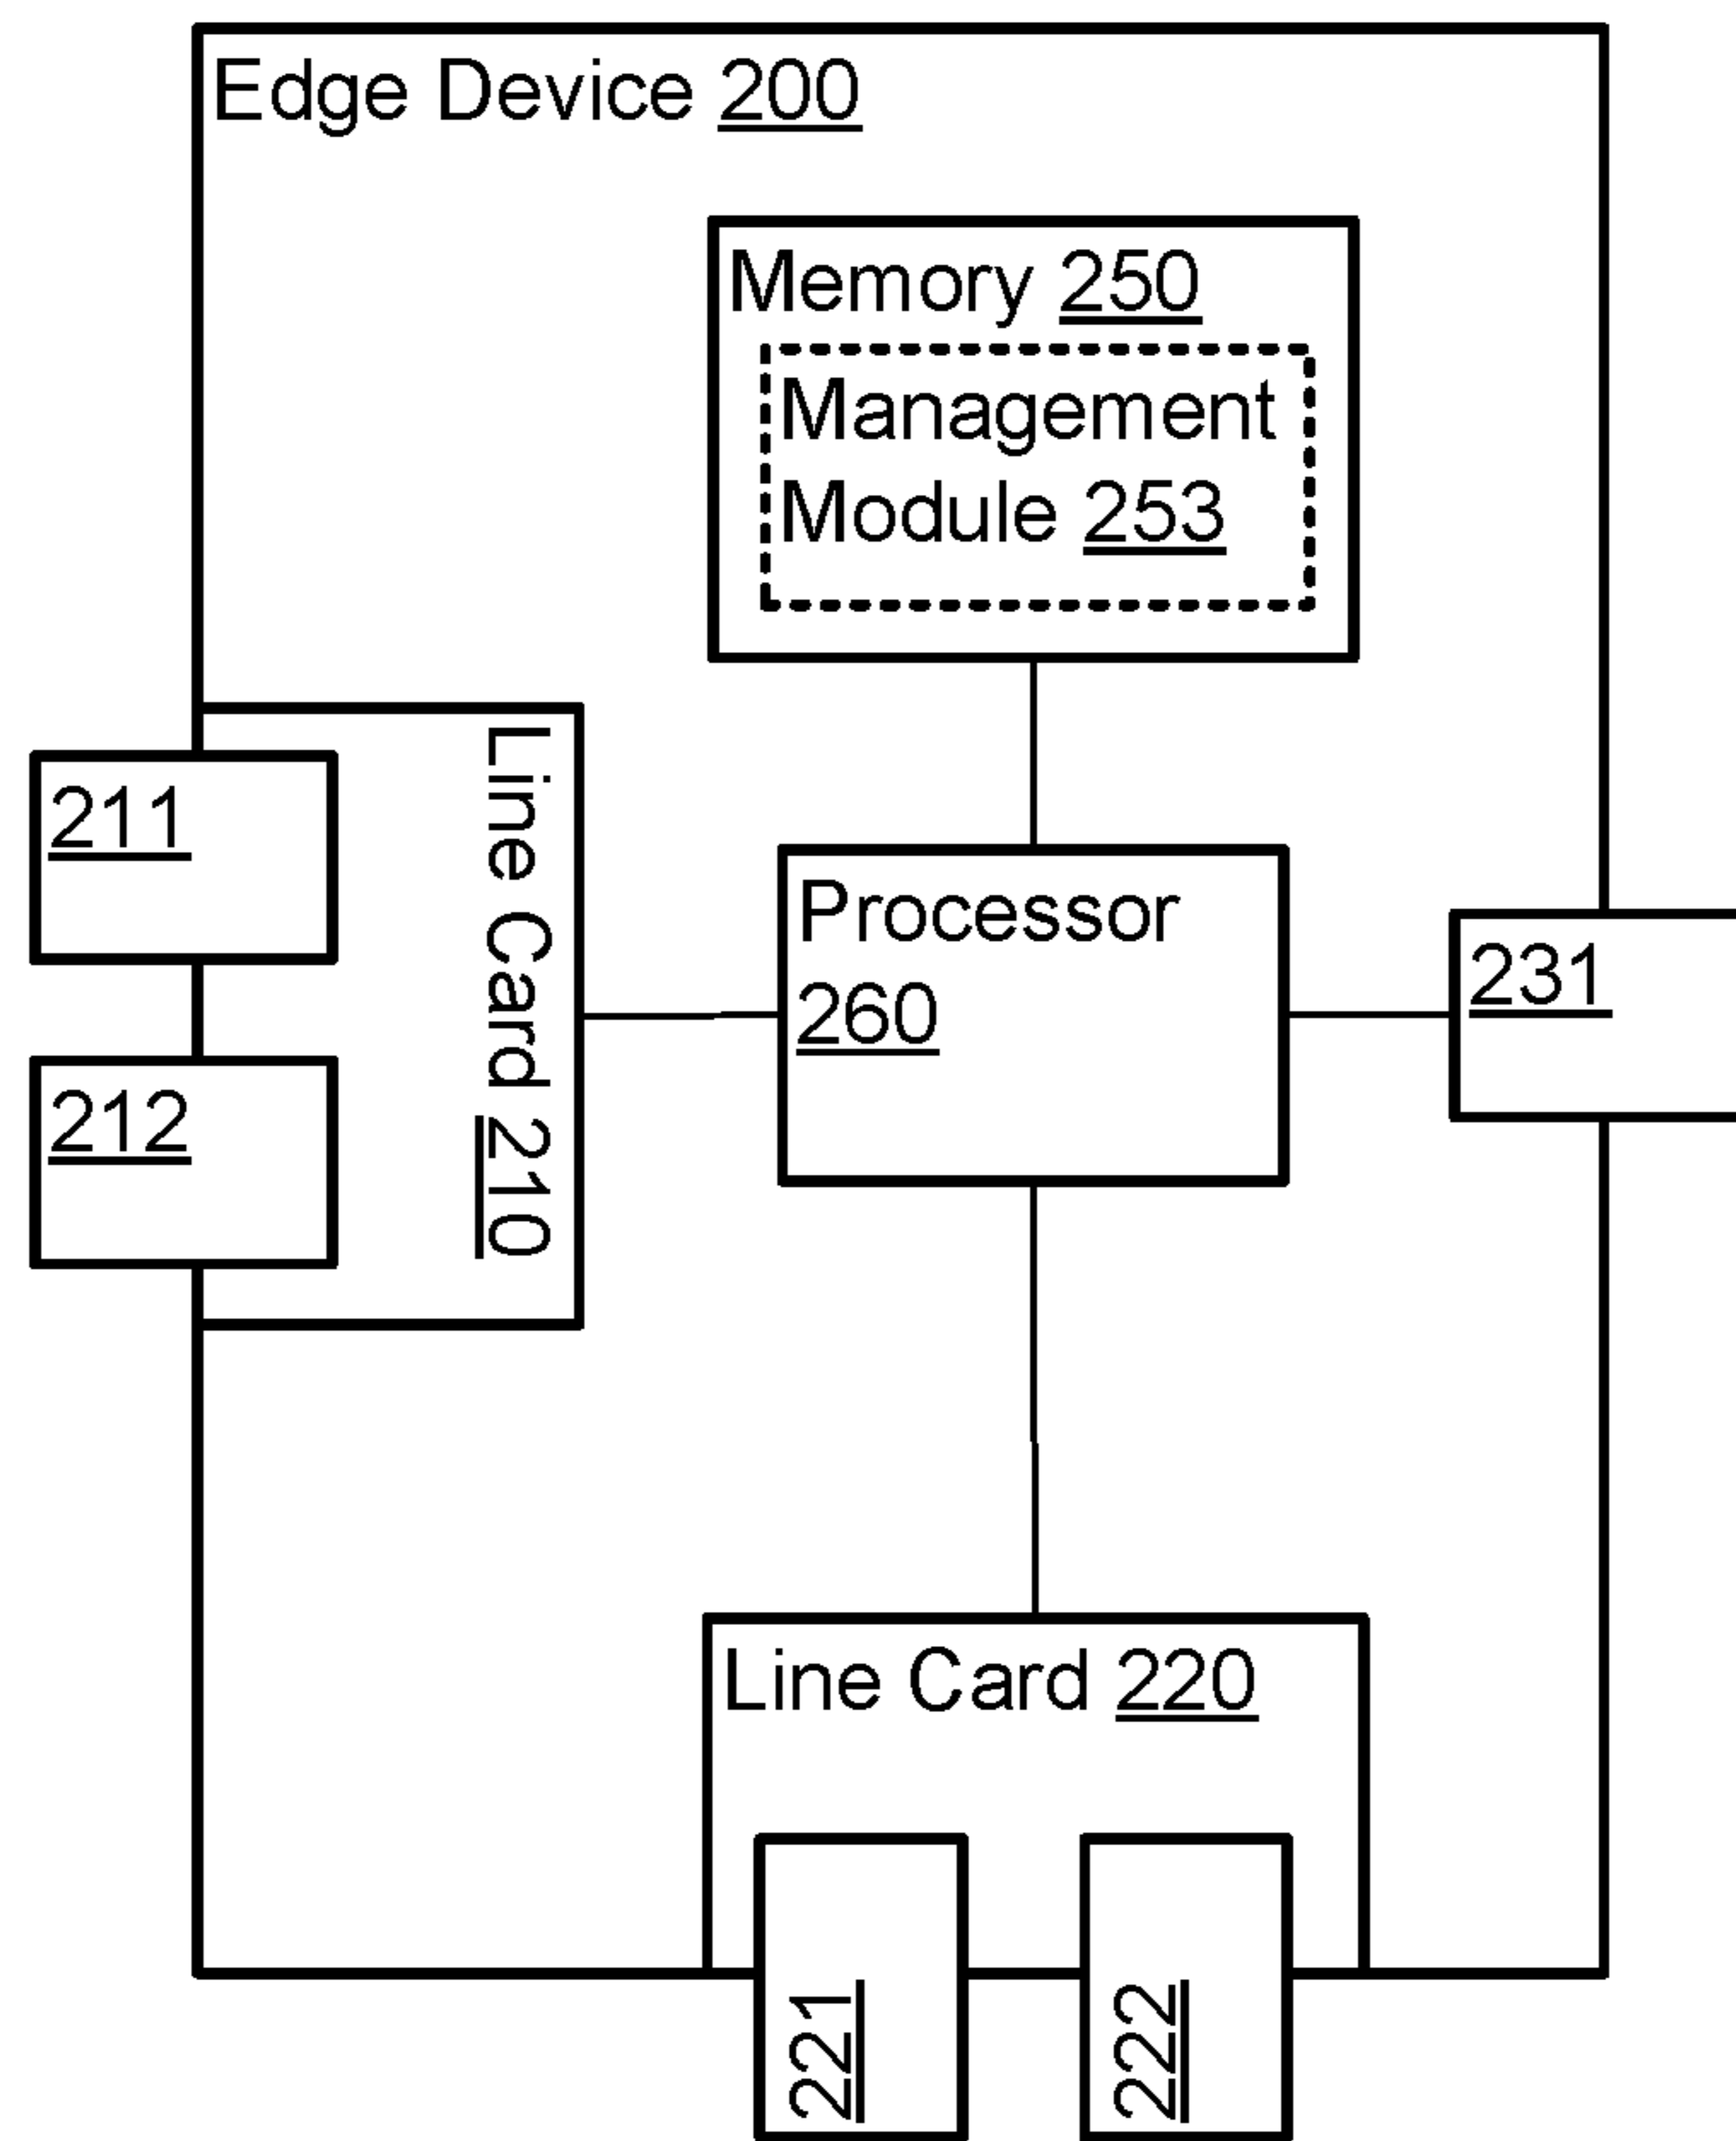 Edge Device 200
Memory 250
Management
Module 253
211
Line Card 210
Processor
260
231
212
Line Card 220
221
222